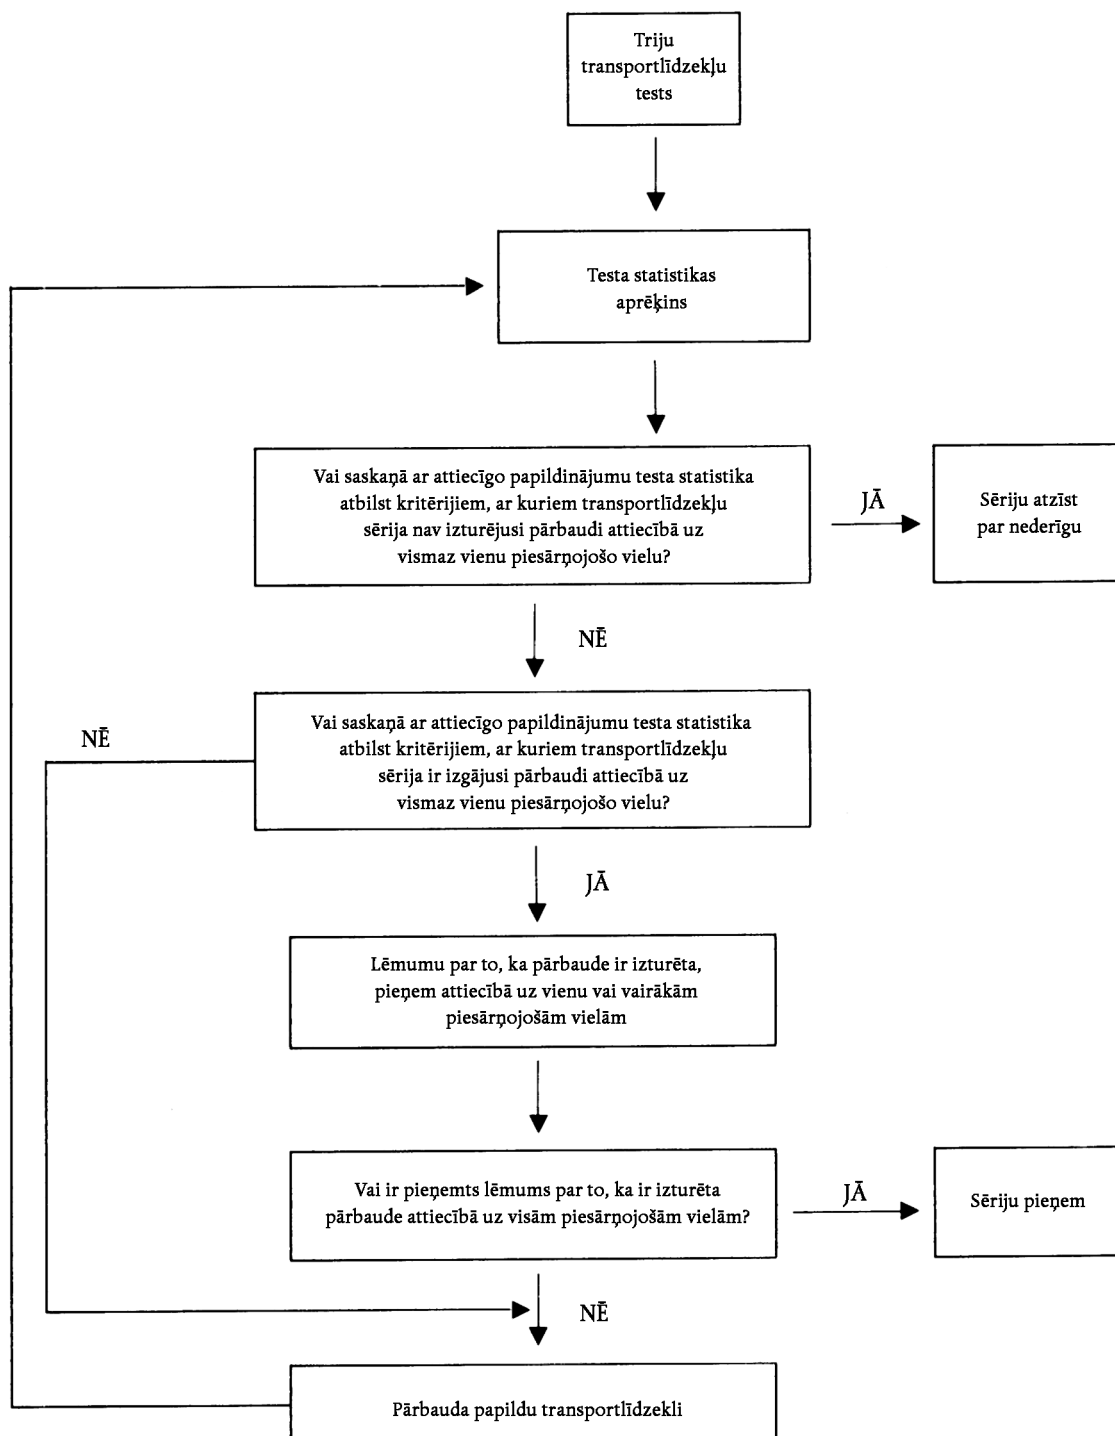 Triju
transportlīdzekļu
tests
Testa statistikas
aprēķins
Vai saskaņā ar attiecīgo papildinājumu testa statistika
atbilst kritērijiem, ar kuriem transportlīdzekļu
sērija nav izturējusi pārbaudi attiecībā uz
vismaz vienu piesārņojošo vielu?
JĀ
Sēriju atzīst
par nederīgu
NĒ
Vai saskaņā ar attiecīgo papildinājumu testa statistika
atbilst kritērijiem, ar kuriem transportlīdzekļu
sērija ir izgājusi pārbaudi attiecībā uz
vismaz vienu piesārņojošo vielu?
NĒ
JĀ
Lēmumu par to, ka pārbaude ir izturēta,
pieņem attiecībā uz vienu vai vairākām
piesārņojošām vielām
Vai ir pieņemts lēmums par to, ka ir izturēta
pārbaude attiecībā uz visām piesārņojošām vielām?
JĀ
Sēriju pieņem
NĒ
Pārbauda papildu transportlīdzekli